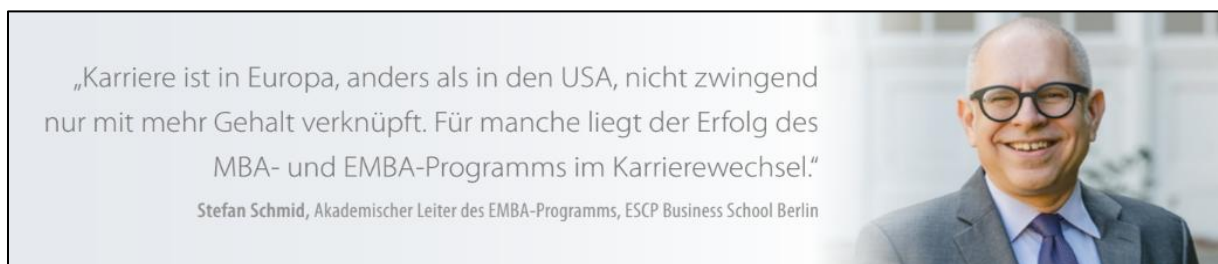 „Karriere ist in Europa, anders als in den USA, nicht zwingend
nur mit mehr Gehalt verknüpft. Für manche liegt der Erfolg des
MBA- und EMBA-Programms im Karrierewechsel.“
Stefan Schmid, Akademischer Leiter des EMBA-Programms, ESCP Business School Berlin